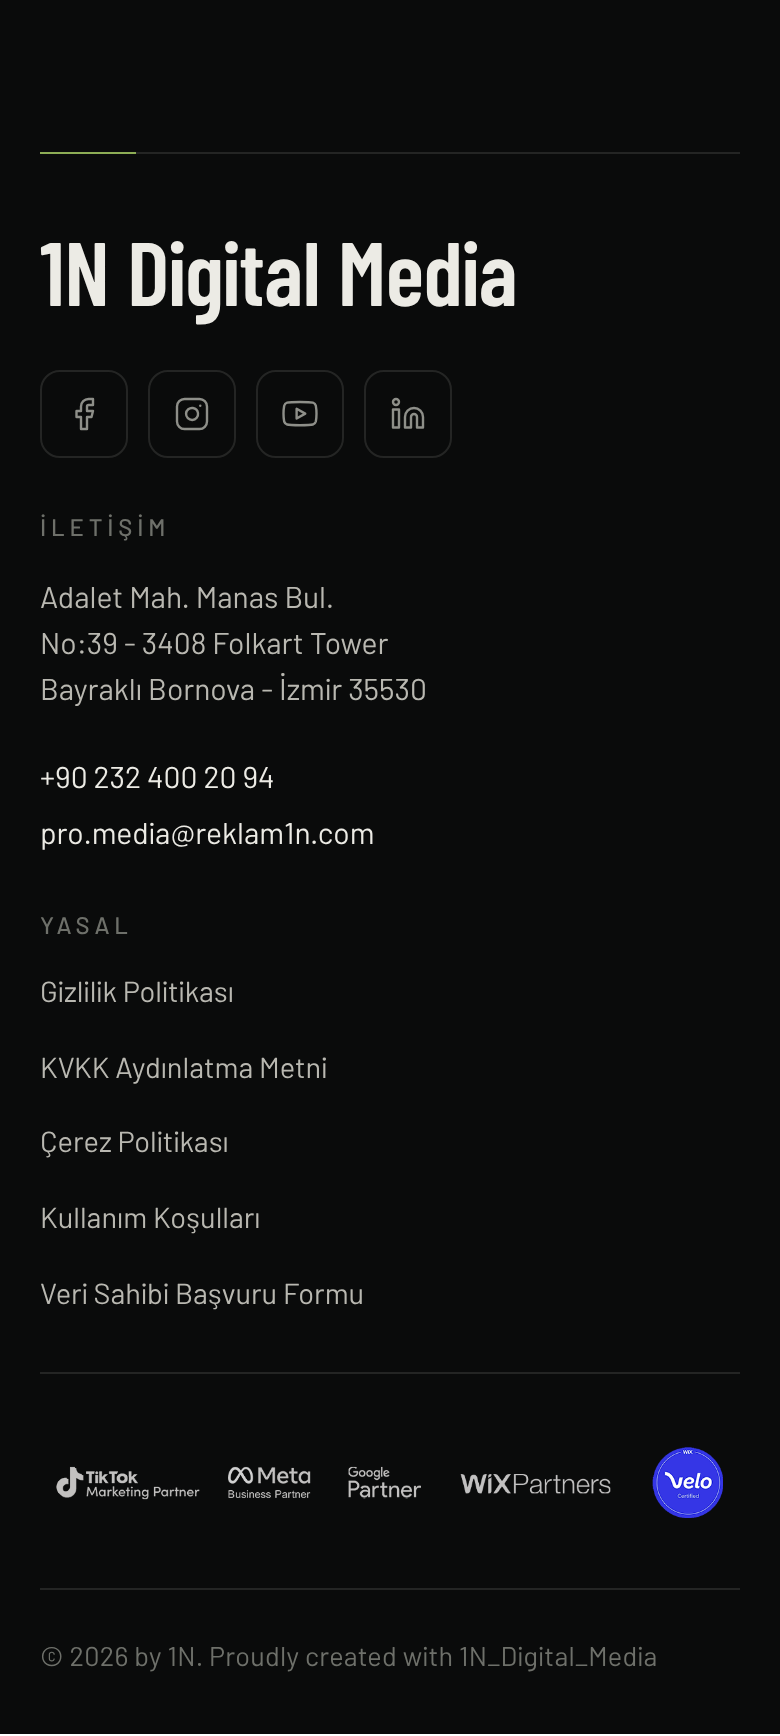 1N Digital Media
İLETİŞİM
Adalet Mah. Manas Bul.
No:39 - 3408 Folkart Tower
Bayraklı Bornova - İzmir 35530
+90 232 400 20 94
pro.media@reklam1n.com
YASAL
Gizlilik Politikası
KVKK Aydınlatma Metni
Çerez Politikası
Kullanım Koşulları
Veri Sahibi Başvuru Formu
TikTok
Marketing Partner
Meta
Business Partner
Google
Partner
WiXPartners
WiX
velo
Certified
© 2026 by 1N. Proudly created with 1N_Digital_Media